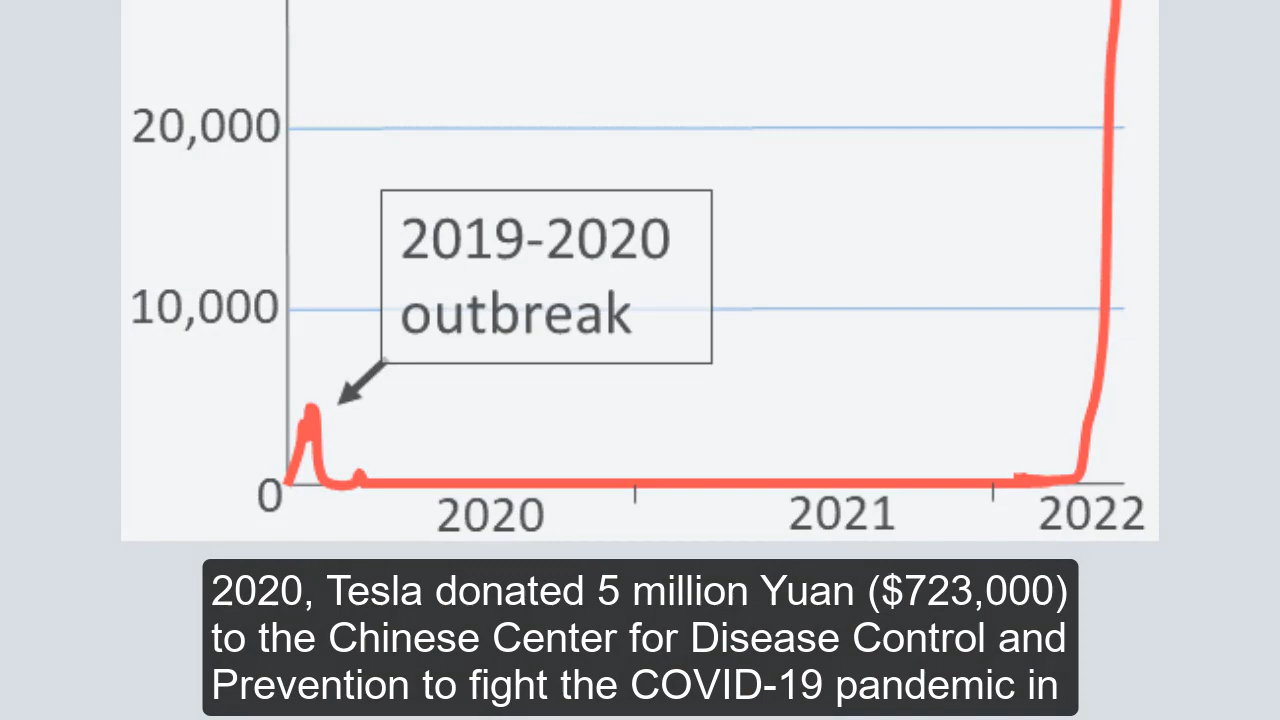 20,000
2019-2020
outbreak
10,000
0
2020
2021
2022
2020, Tesla donated 5 million Yuan ($723,000)
to the Chinese Center for Disease Control and
Prevention to fight the COVID-19 pandemic in